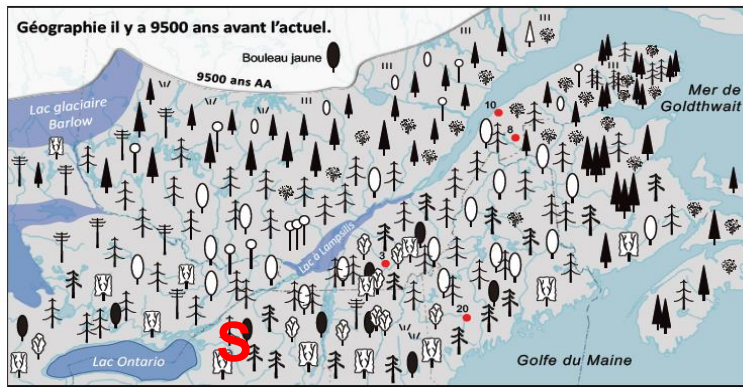 Géographie il y a 9500 ans avant l'actuel.
Bouleau jaune
9500 ans AA
Mer de
Goldthwait
Lac glaciaire
Barlow
10
8
Lac à Lampsilis
3
20
S
Lac Ontario
Golfe du Maine